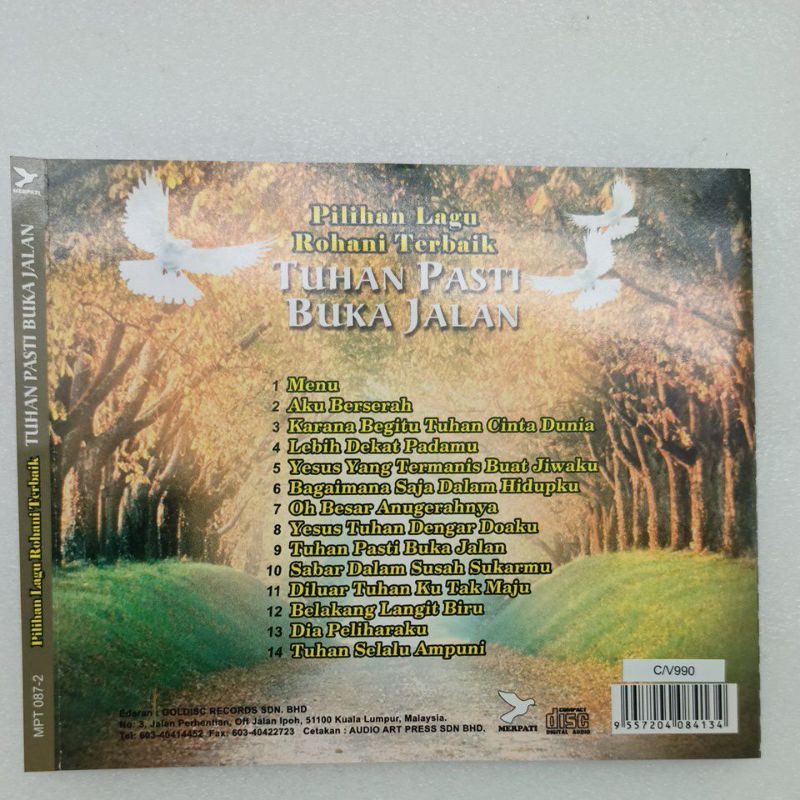 MERPATI
Pilihan Lagu Rohani Terbaik TUHAN PASTI BUKA JALAN
MPT 087-2
Pilihan Lagu
Rohani Terbaik
TUHAN PASTI
BUKA JALAN
1 Menu
2 Aku Berserah
3 Karana Begitu Tuhan Cinta Dunia
4 Lebih Dekat Padamu
5 Yesus Yang Termanis Buat Jiwaku
6 Bagaimana Saja Dalam Hidupku
7 Oh Besar Anugerahnya
8 Yesus Tuhan Dengar Doaku
9 Tuhan Pasti Buka Jalan
10 Sabar Dalam Susah Sukarmu
11 Diluar Tuhan Ku Tak Maju
12 Belakang Langit Biru
13 Dia Peliharaku
14 Tuhan Selalu Ampuni
Edaran : GOLDISC RECORDS SDN. BHD
No: 3, Jalan Perhentian, Off Jalan Ipoh, 51100 Kuala Lumpur, Malaysia.
Tel: 603-40414452 Fax: 603-40422723 Cetakan : AUDIO ART PRESS SDN BHD.
MERPATI
COMPACT
disc
DIGITAL AUDIO
C/V990
9 557204 084134